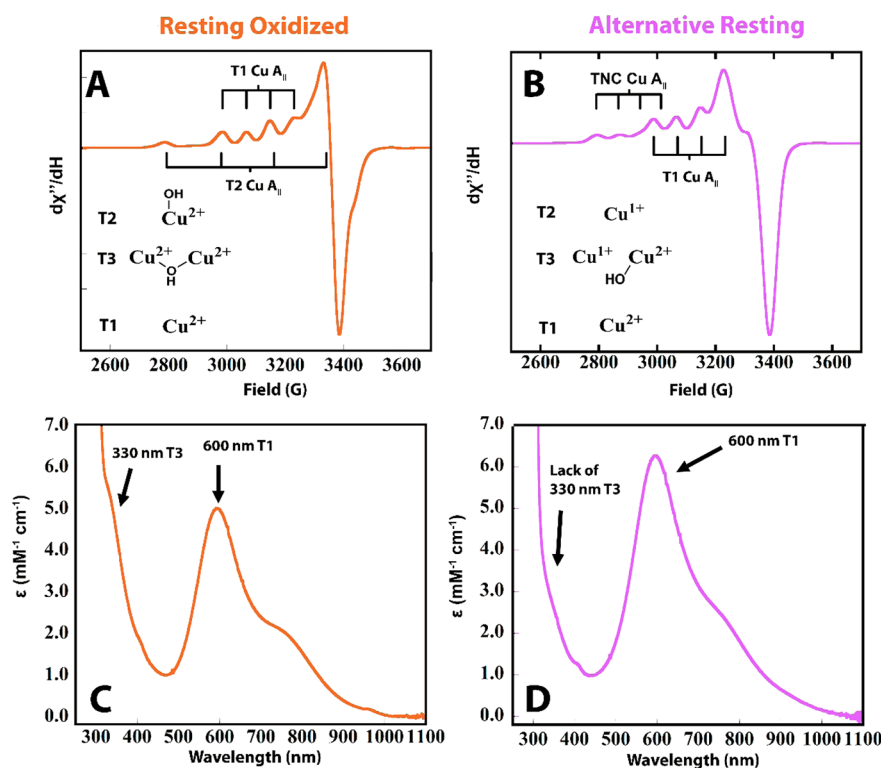 Resting Oxidized
Alternative Resting
A
T1 Cu A||
T2 Cu A||
T2
OH
Cu2+
T3
Cu2+ Cu2+
O
H
T1 Cu2+
dχ’’/dH
2600 2800 3000 3200 3400 3600
Field (G)
B
TNC Cu A||
T1 Cu A||
T2 Cu1+
T3 Cu1+ Cu2+
HO
T1 Cu2+
dχ’’/dH
2600 2800 3000 3200 3400 3600
Field (G)
7.0
6.0
5.0
4.0
3.0
2.0
1.0
0.0
ε (mM-1 cm-1)
330 nm T3
600 nm T1
C
300 400 500 600 700 800 900 1000 1100
Wavelength (nm)
7.0
6.0
5.0
4.0
3.0
2.0
1.0
0.0
ε (mM-1 cm-1)
Lack of
330 nm T3
600 nm T1
D
300 400 500 600 700 800 900 1000 1100
Wavelength (nm)